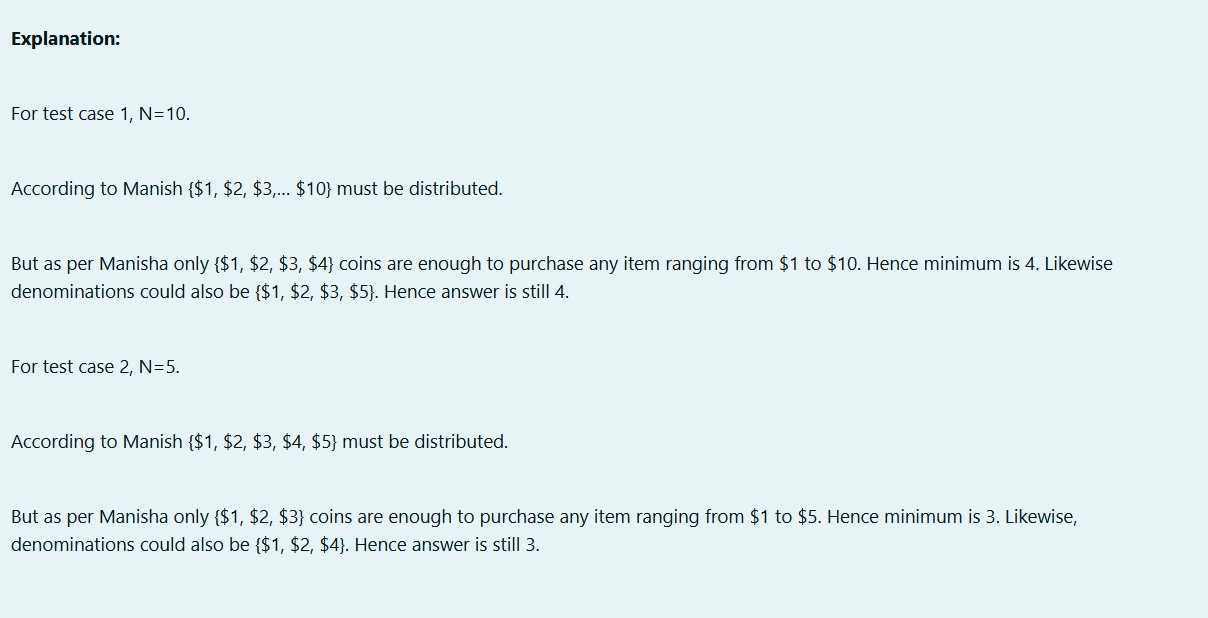 Explanation:
For test case 1, N=10.
According to Manish {$1, $2, $3,... $10} must be distributed.
But as per Manisha only {$1, $2, $3, $4} coins are enough to purchase any item ranging from $1 to $10. Hence minimum is 4. Likewise
denominations could also be {$1, $2, $3, $5}. Hence answer is still 4.
For test case 2, N=5.
According to Manish {$1, $2, $3, $4, $5} must be distributed.
But as per Manisha only {$1, $2, $3} coins are enough to purchase any item ranging from $1 to $5. Hence minimum is 3. Likewise,
denominations could also be {$1, $2, $4}. Hence answer is still 3.